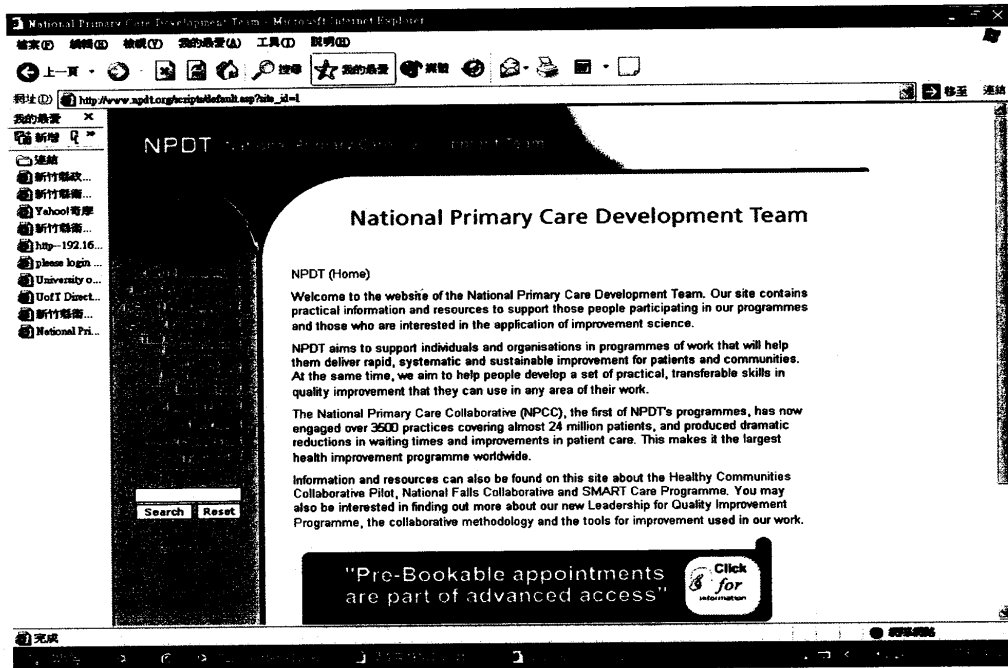 National Primary Care Development Team - Microsoft Internet Explorer
檔案(F) 編輯(E) 檢視(V) 我的最愛(A) 工具(T) 說明(H)
上一頁 搜尋 我的最愛 媒體
網址(D) http://www.npdt.org/scripts/default.asp?site_id=1 移至 連結
我的最愛 ×
新增
連結
新竹縣政...
新竹縣衛...
Yahoo!奇摩
新竹縣衛...
http--192.16...
please login ...
University o...
UofT Direct...
新竹縣衛...
National Pri...
NPDT National Primary Care Development Team
National Primary Care Development Team
NPDT (Home)
Welcome to the website of the National Primary Care Development Team. Our site contains
practical information and resources to support those people participating in our programmes
and those who are interested in the application of improvement science.
NPDT aims to support individuals and organisations in programmes of work that will help
them deliver rapid, systematic and sustainable improvement for patients and communities.
At the same time, we aim to help people develop a set of practical, transferable skills in
quality improvement that they can use in any area of their work.
The National Primary Care Collaborative (NPCC), the first of NPDT's programmes, has now
engaged over 3500 practices covering almost 24 million patients, and produced dramatic
reductions in waiting times and improvements in patient care. This makes it the largest
health improvement programme worldwide.
Information and resources can also be found on this site about the Healthy Communities
Collaborative Pilot, National Falls Collaborative and SMART Care Programme. You may
also be interested in finding out more about our new Leadership for Quality Improvement
Programme, the collaborative methodology and the tools for improvement used in our work.
Search Reset
"Pre-Bookable appointments
are part of advanced access"
Click
for
information
完成